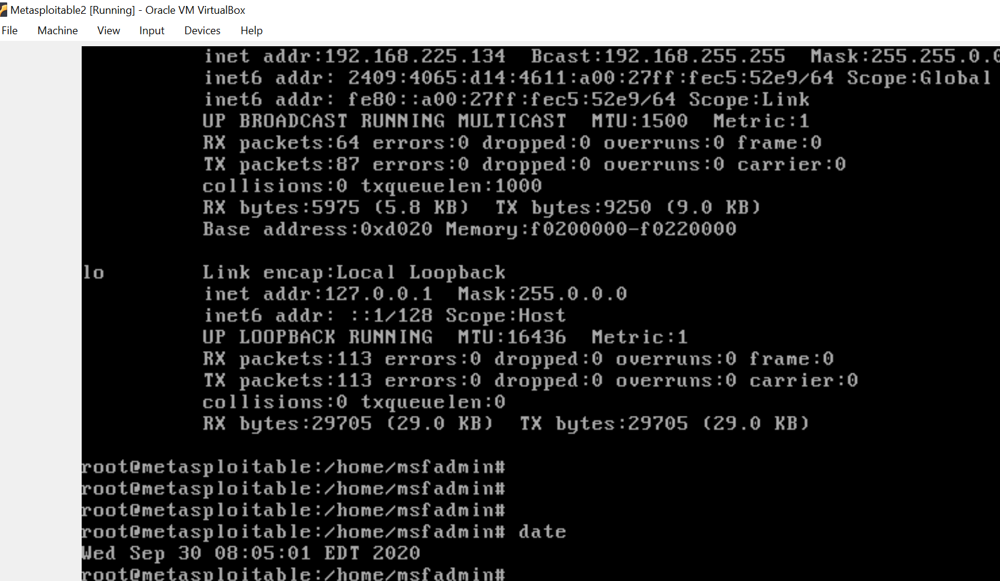 Metasploitable2 [Running] - Oracle VM VirtualBox
File Machine View Input Devices Help
inet addr:192.168.225.134 Bcast:192.168.255.255 Mask:255.255.0.0
inet6 addr: 2409:4065:d14:4611:a00:27ff:fec5:52e9/64 Scope:Global
inet6 addr: fe80::a00:27ff:fec5:52e9/64 Scope:Link
UP BROADCAST RUNNING MULTICAST MTU:1500 Metric:1
RX packets:64 errors:0 dropped:0 overruns:0 frame:0
TX packets:87 errors:0 dropped:0 overruns:0 carrier:0
collisions:0 txqueuelen:1000
RX bytes:5975 (5.8 KB) TX bytes:9250 (9.0 KB)
Base address:0xd020 Memory:f0200000-f0220000
lo Link encap:Local Loopback
inet addr:127.0.0.1 Mask:255.0.0.0
inet6 addr: ::1/128 Scope:Host
UP LOOPBACK RUNNING MTU:16436 Metric:1
RX packets:113 errors:0 dropped:0 overruns:0 frame:0
TX packets:113 errors:0 dropped:0 overruns:0 carrier:0
collisions:0 txqueuelen:0
RX bytes:29705 (29.0 KB) TX bytes:29705 (29.0 KB)
root@metasploitable:/home/msfadmin#
root@metasploitable:/home/msfadmin#
root@metasploitable:/home/msfadmin#
root@metasploitable:/home/msfadmin# date
Wed Sep 30 08:05:01 EDT 2020
root@metasploitable:/home/msfadmin#